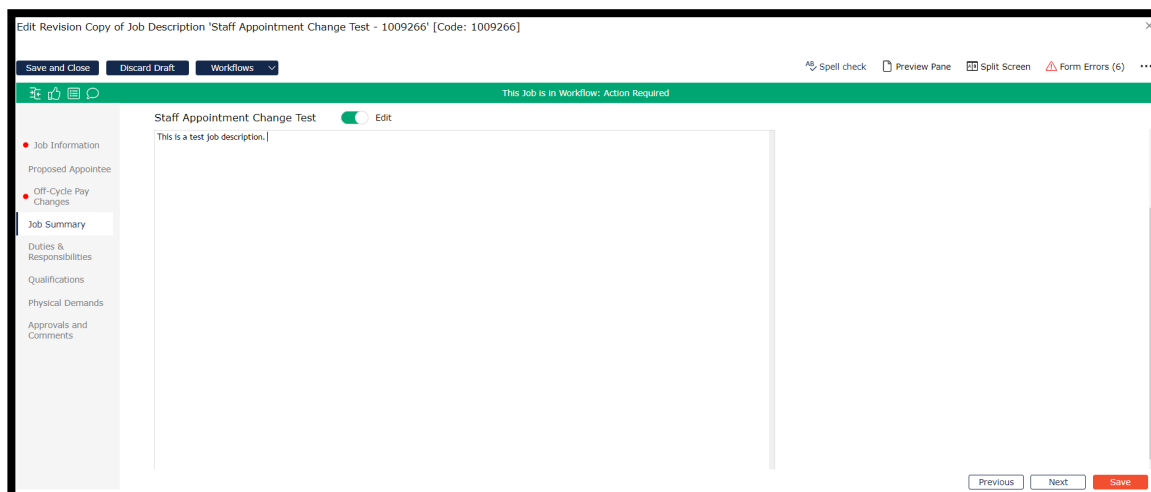 Edit Revision Copy of Job Description 'Staff Appointment Change Test - 1009266' [Code: 1009266]
Save and Close Discard Draft Workflows Spell check Preview Pane Split Screen Form Errors (6)
This Job is in Workflow: Action Required
Staff Appointment Change Test Edit
This is a test job description.
Job Information
Proposed Appointee
Off-Cycle Pay
Changes
Job Summary
Duties &
Responsibilities
Qualifications
Physical Demands
Approvals and
Comments
Previous Next Save